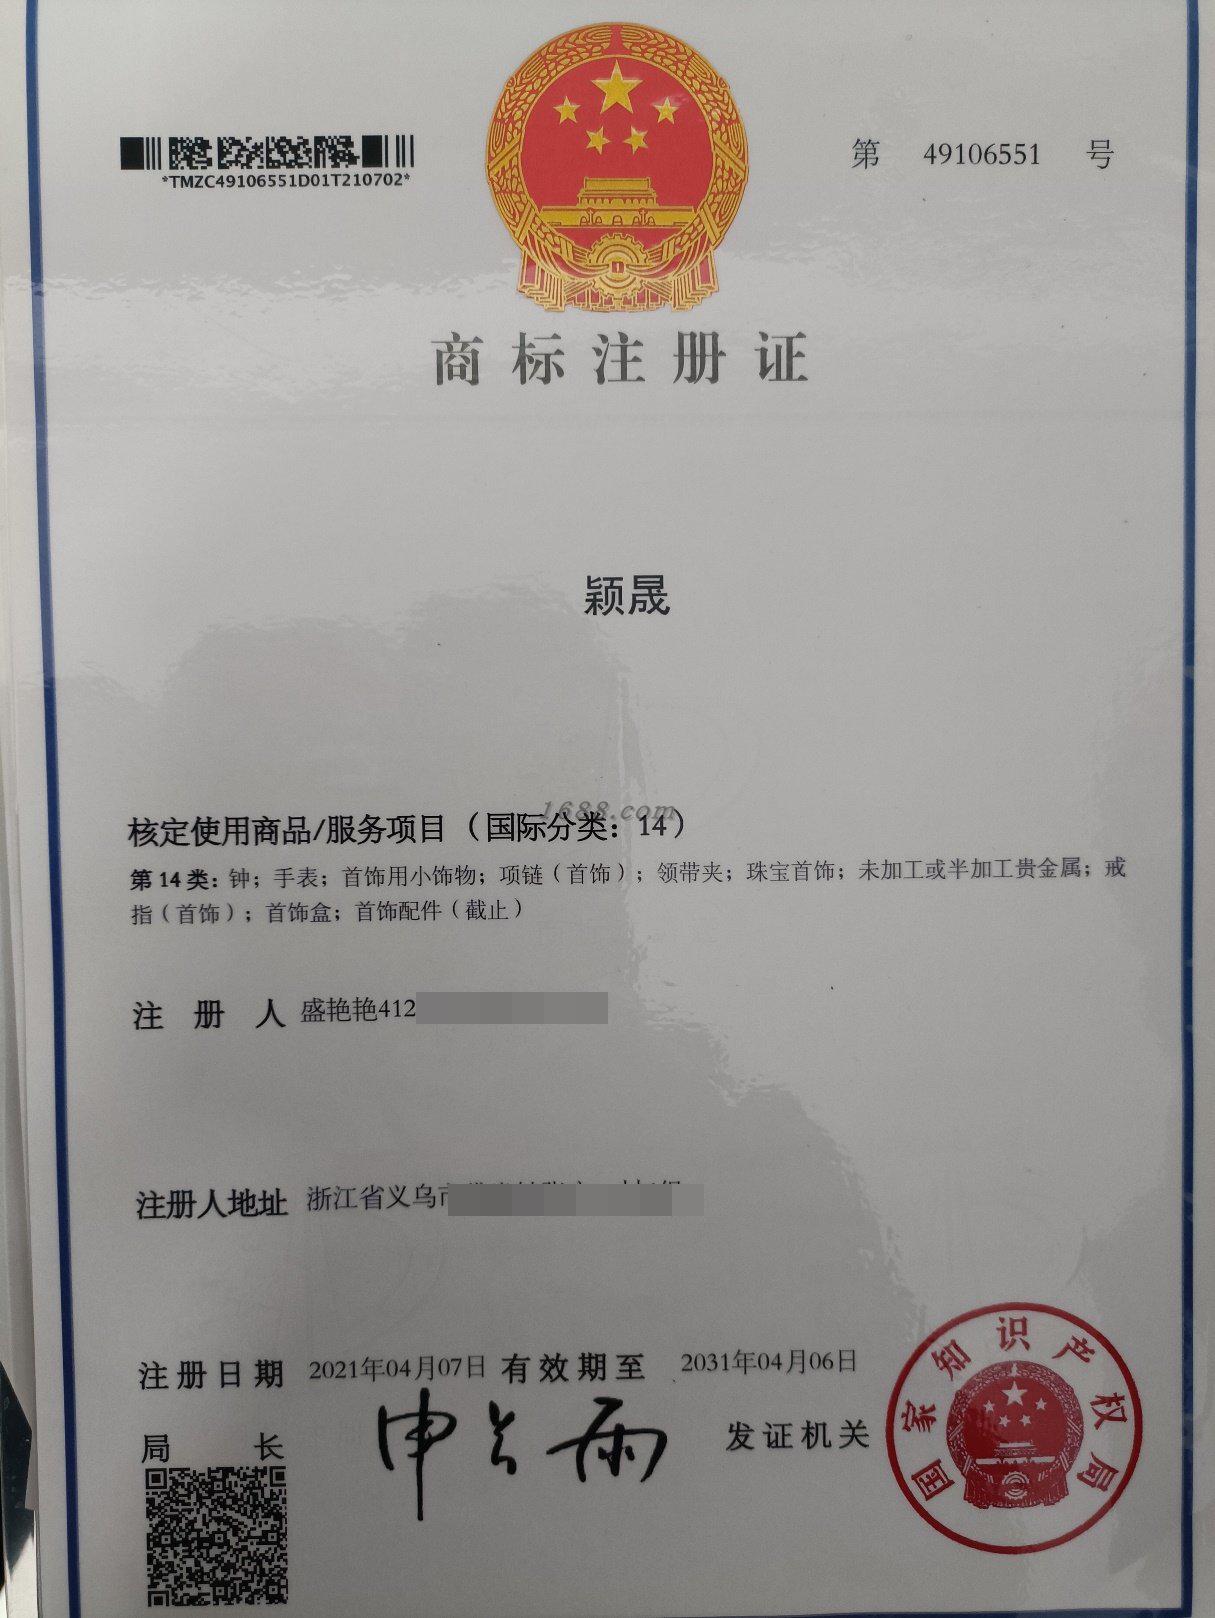 *TMZC49106551D01T210702*
第 49106551 号
商标注册证
颖晟
1688.com
核定使用商品/服务项目（国际分类：14）
第14类：钟；手表；首饰用小饰物；项链（首饰）；领带夹；珠宝首饰；未加工或半加工贵金属；戒
指（首饰）；首饰盒；首饰配件（截止）
注册人 盛艳艳412
注册人地址 浙江省义乌市
注册日期 2021年04月07日 有效期至 2031年04月06日
局长 申长雨 发证机关
国家知识产权局